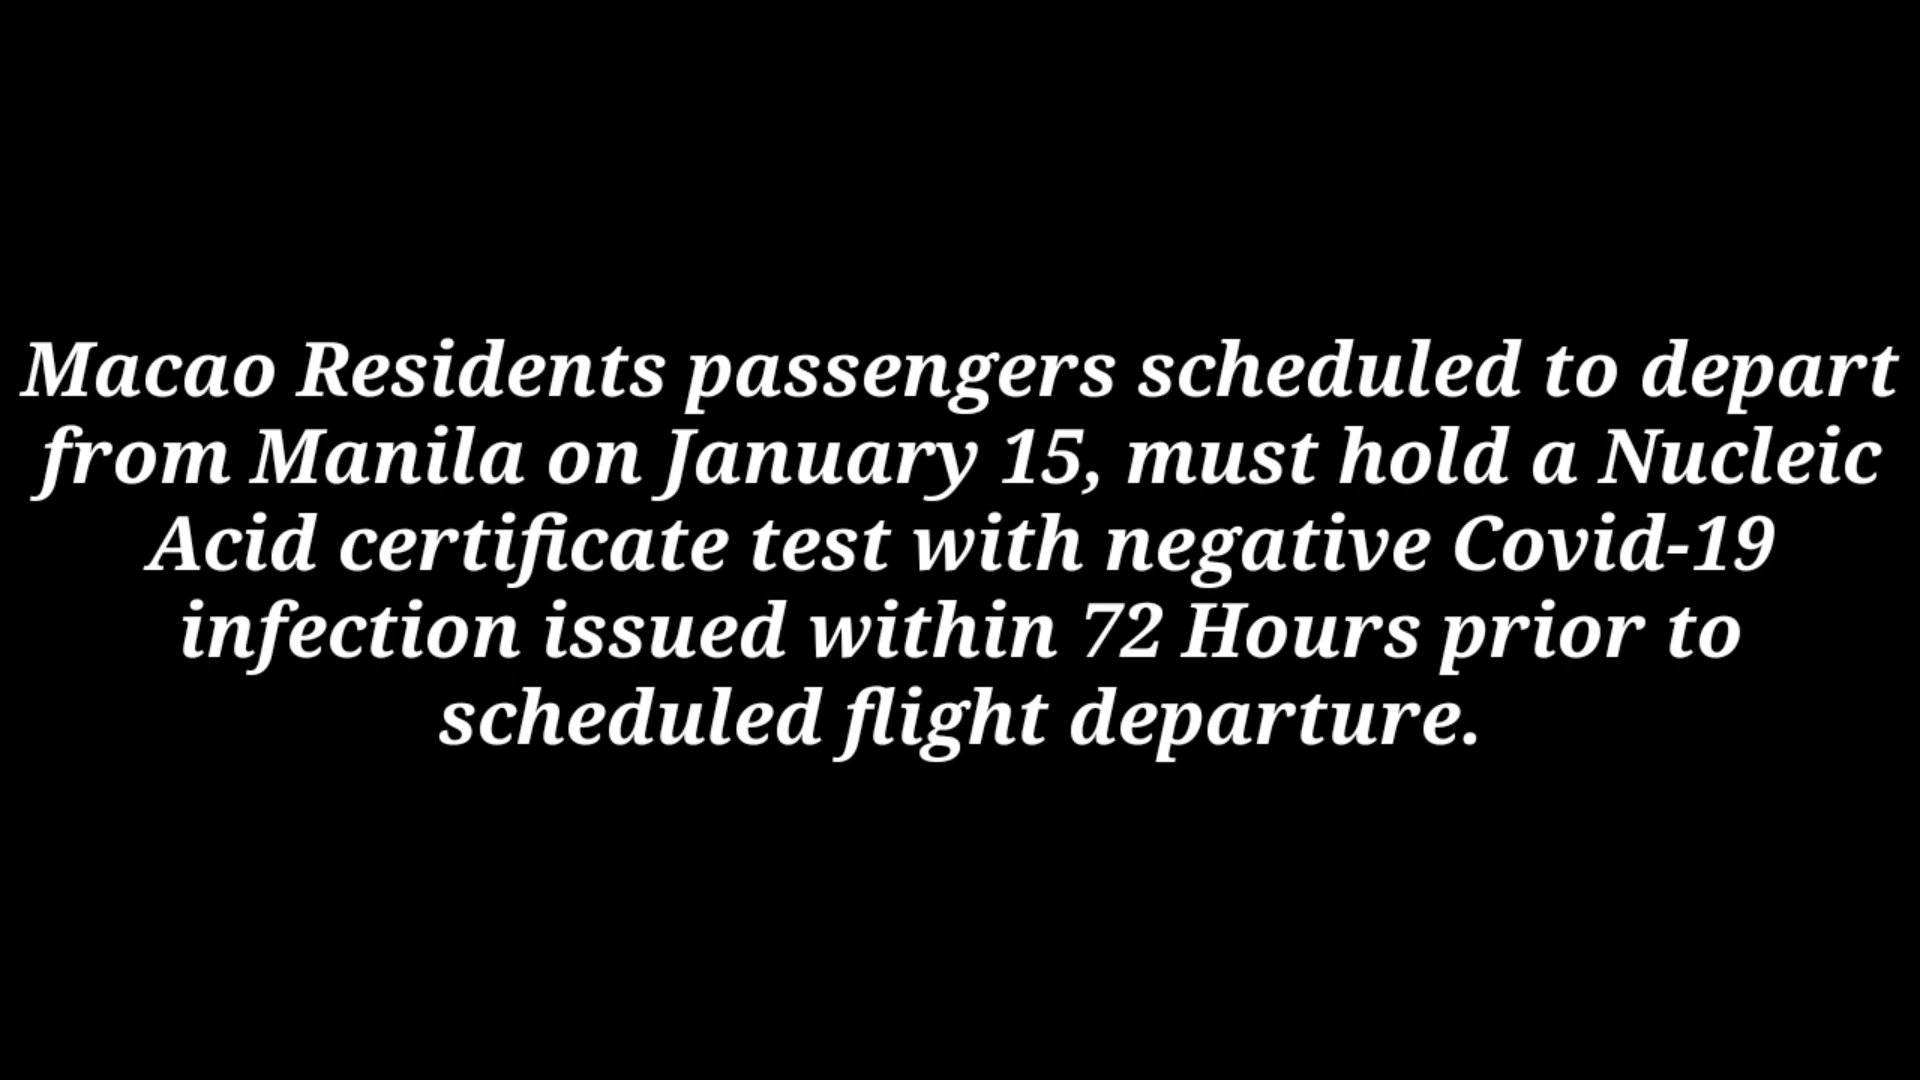 Macao Residents passengers scheduled to depart
from Manila on January 15, must hold a Nucleic
Acid certificate test with negative Covid-19
infection issued within 72 Hours prior to
scheduled flight departure.